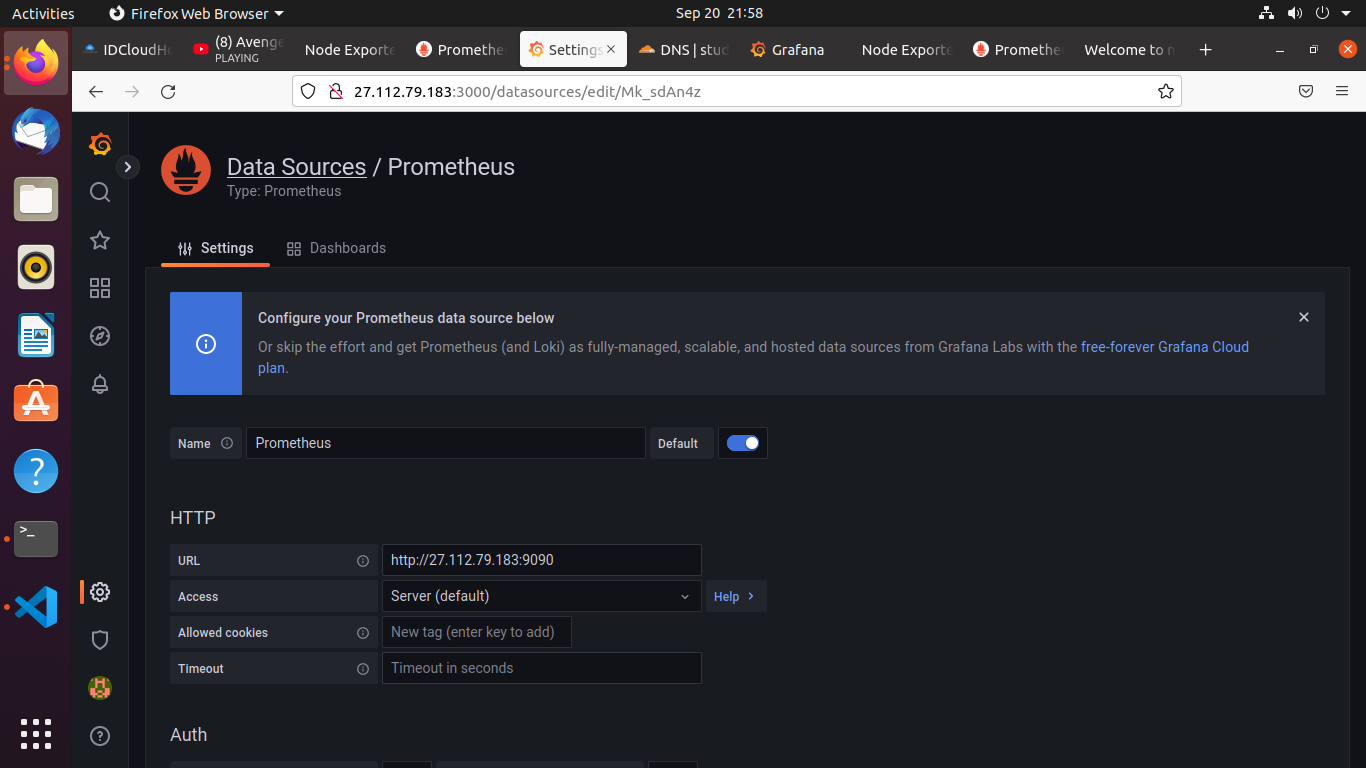 Activities
Firefox Web Browser
Sep 20 21:58
IDCloudHo
(8) Avenge
PLAYING
Node Exporte
Promethe
Settings
DNS | stud
Grafana
Node Exporte
Promethe
Welcome to n
27.112.79.183:3000/datasources/edit/Mk_sdAn4z
Data Sources / Prometheus
Type: Prometheus
Settings
Dashboards
Configure your Prometheus data source below
Or skip the effort and get Prometheus (and Loki) as fully-managed, scalable, and hosted data sources from Grafana Labs with the free-forever Grafana Cloud
plan.
Name
Prometheus
Default
HTTP
URL
http://27.112.79.183:9090
Access
Server (default)
Help
Allowed cookies
New tag (enter key to add)
Timeout
Timeout in seconds
Auth